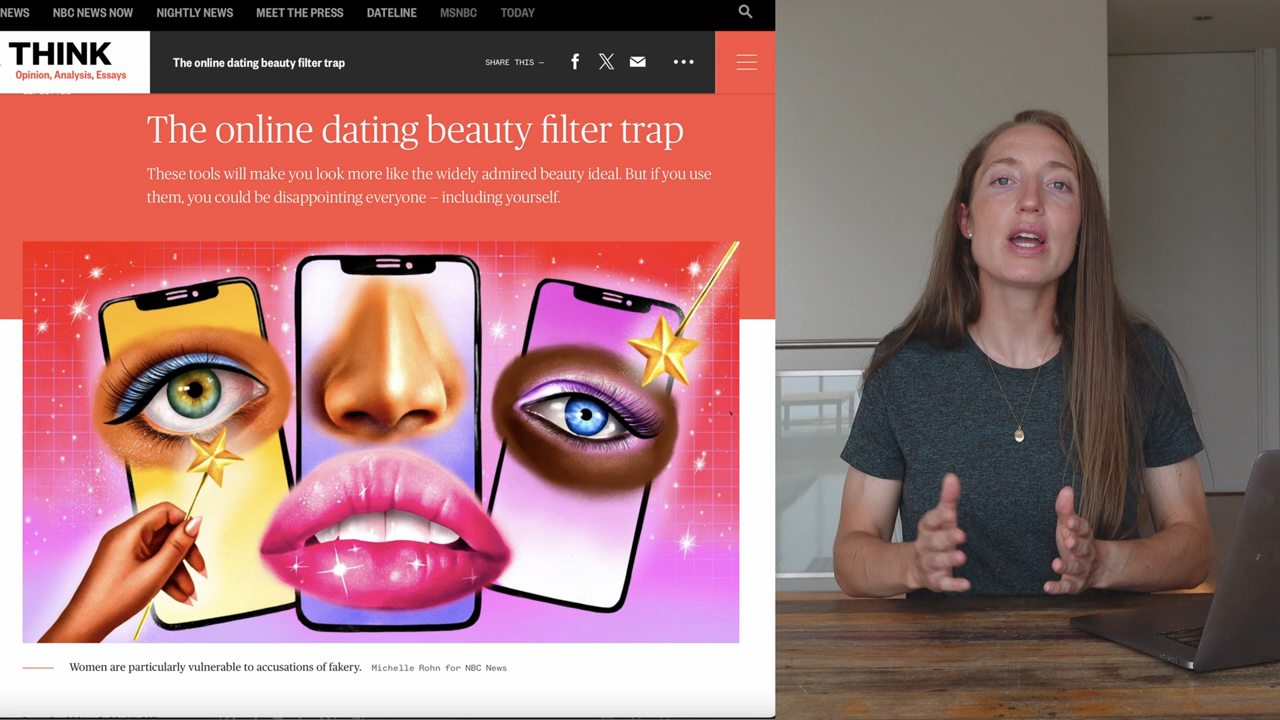 NEWS NBC NEWS NOW NIGHTLY NEWS MEET THE PRESS DATELINE MSNBC TODAY
THINK
Opinion, Analysis, Essays
The online dating beauty filter trap
SHARE THIS —
The online dating beauty filter trap
These tools will make you look more like the widely admired beauty ideal. But if you use
them, you could be disappointing everyone — including yourself.
Women are particularly vulnerable to accusations of fakery. Michelle Rohn for NBC News